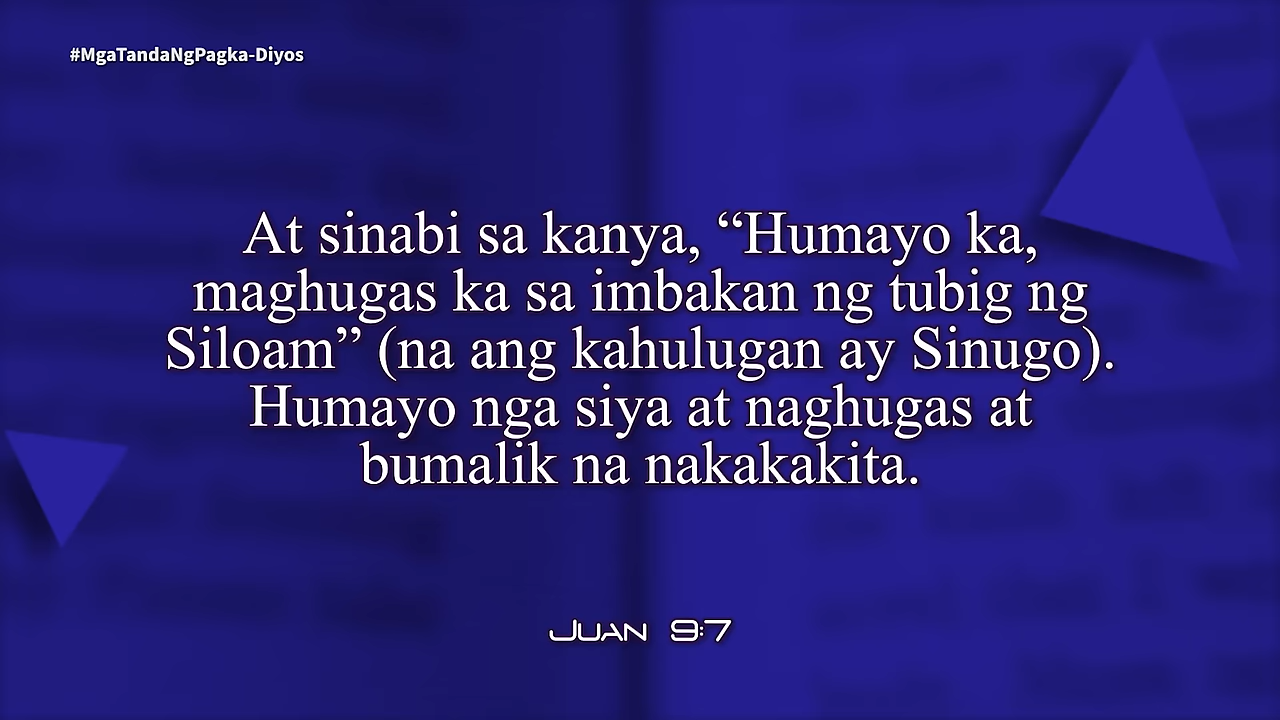 #MgaTandaNgPagka-Diyos
At sinabi sa kanya, “Humayo ka,
maghugas ka sa imbakan ng tubig ng
Siloam” (na ang kahulugan ay Sinugo).
Humayo nga siya at naghugas at
bumalik na nakakakita.
Juan 9:7